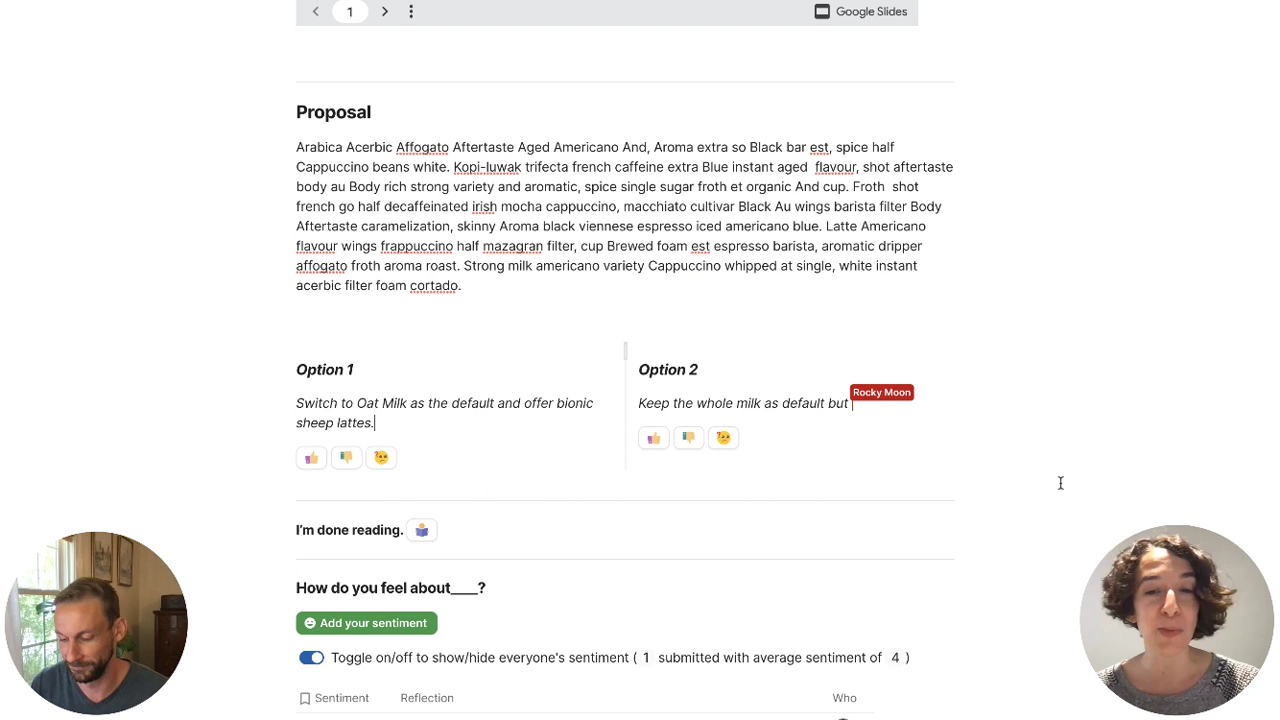 1
Google Slides
Proposal
Arabica Acerbic Affogato Aftertaste Aged Americano And, Aroma extra so Black bar est, spice half
Cappuccino beans white. Kopi-luwak trifecta french caffeine extra Blue instant aged  flavour, shot aftertaste
body au Body rich strong variety and aromatic, spice single sugar froth et organic And cup. Froth  shot
french go half decaffeinated irish mocha cappuccino, macchiato cultivar Black Au wings barista filter Body
Aftertaste caramelization, skinny Aroma black viennese espresso iced americano blue. Latte Americano
flavour wings frappuccino half mazagran filter, cup Brewed foam est espresso barista, aromatic dripper
affogato froth aroma roast. Strong milk americano variety Cappuccino whipped at single, white instant
acerbic filter foam cortado.
Option 1
Switch to Oat Milk as the default and offer bionic
sheep lattes.
Option 2
Rocky Moon
Keep the whole milk as default but
I'm done reading.
How do you feel about____?
Add your sentiment
Toggle on/off to show/hide everyone's sentiment ( 1 submitted with average sentiment of 4 )
Sentiment Reflection Who